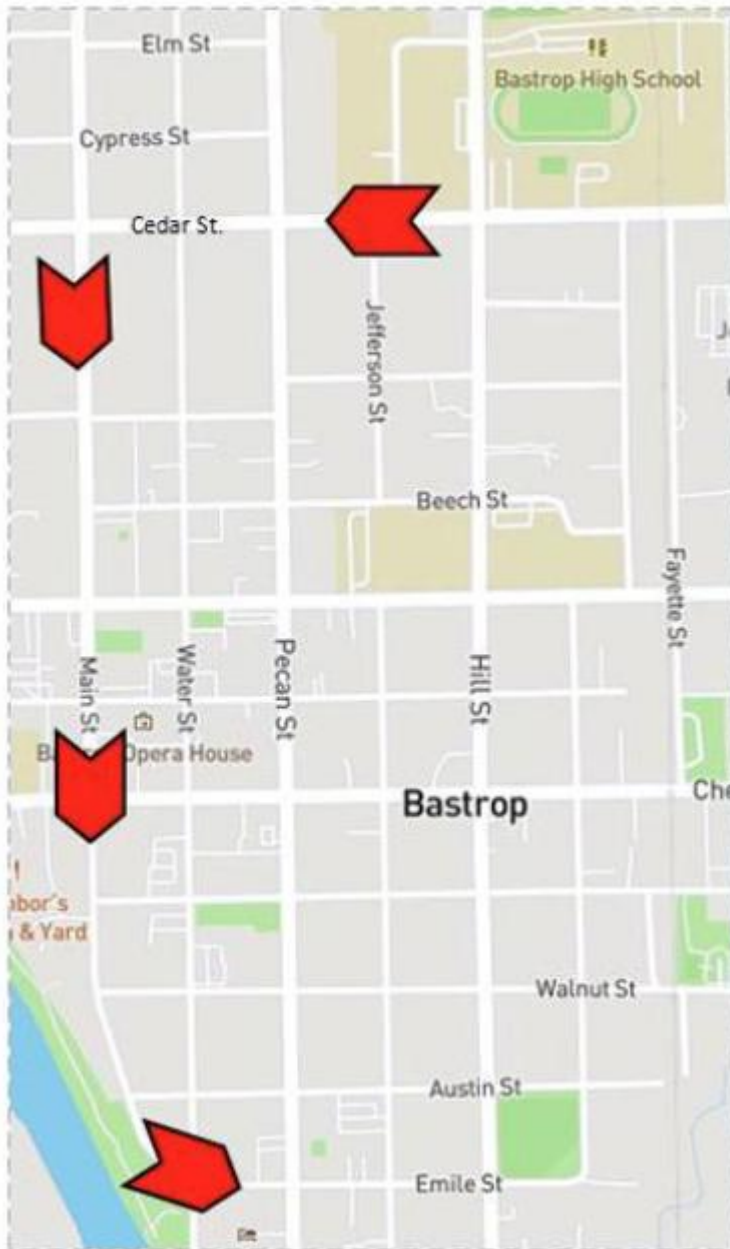 Elm St
Bastrop High School
Cypress St
Cedar St.
Jefferson St
Beech St
Fayette St
Main St
Water St
Pecan St
Hill St
Opera House
Bastrop
Che
abor's
& Yard
Walnut St
Austin St
Emile St